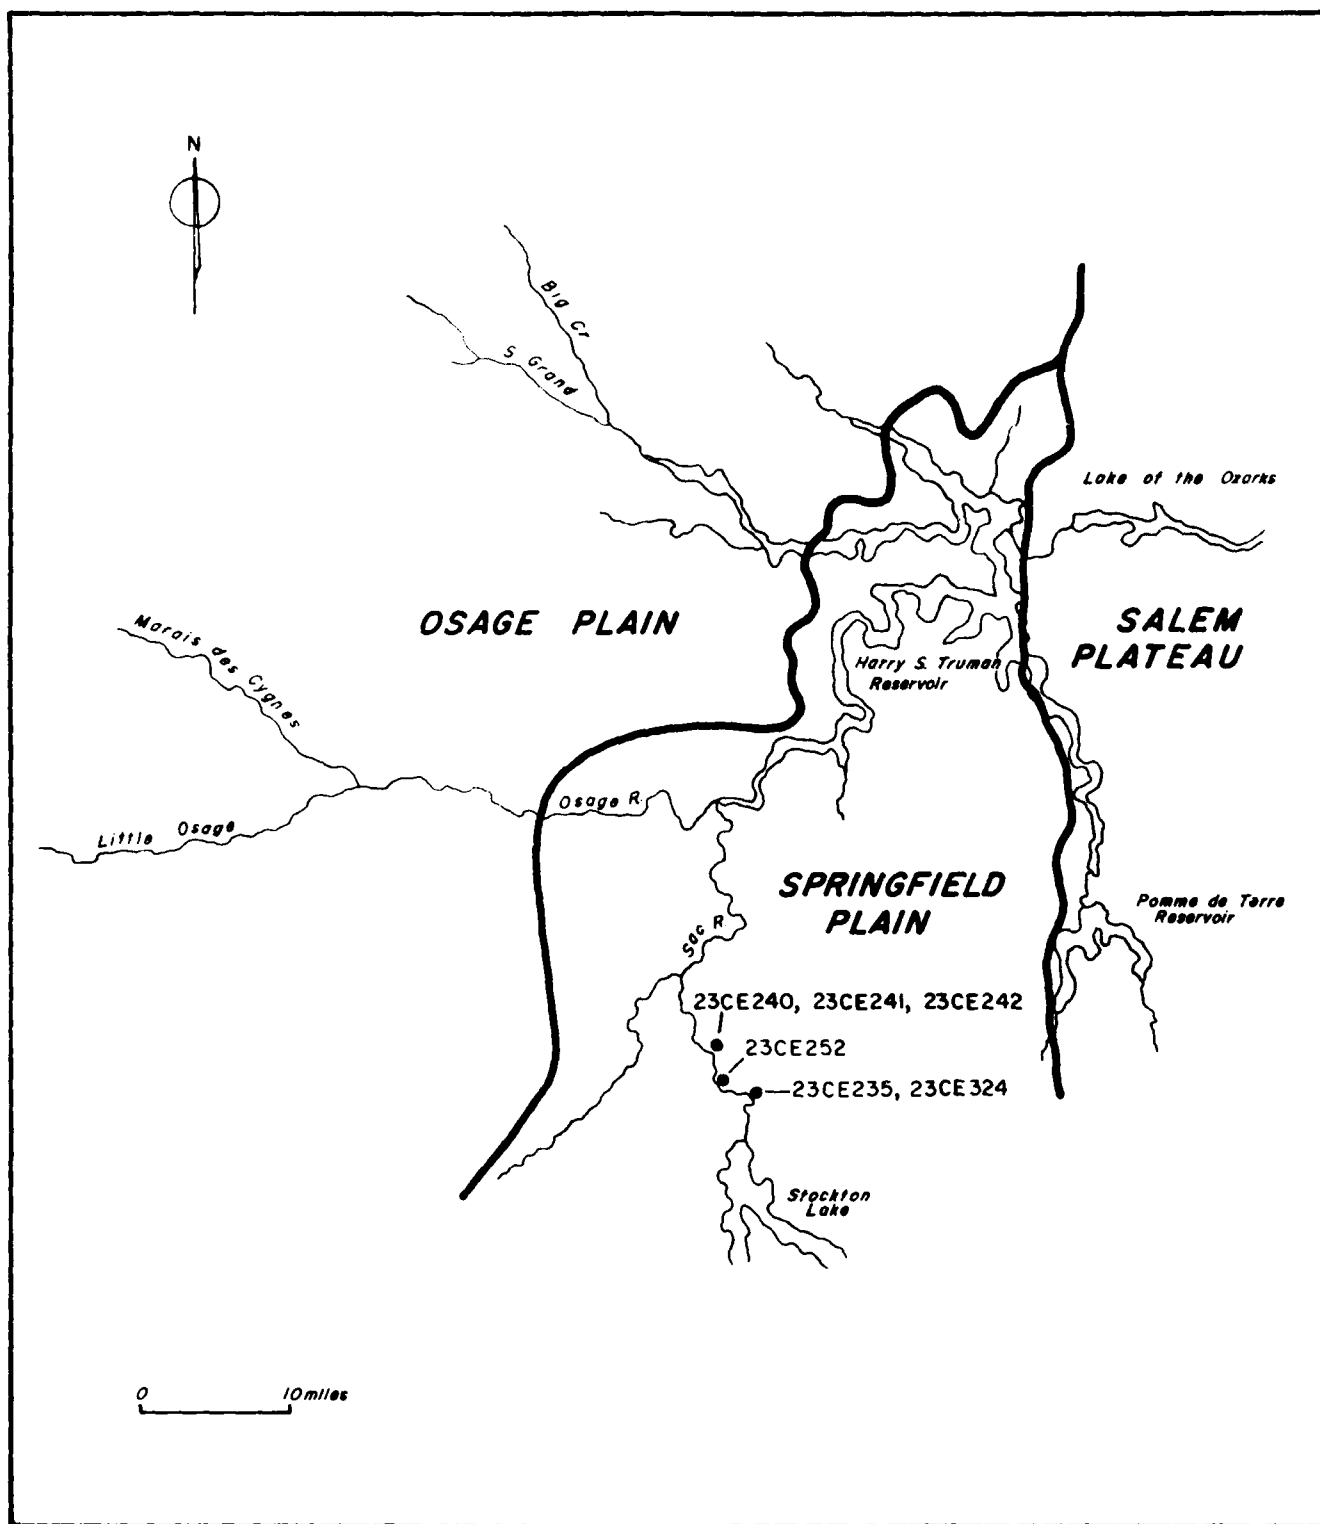 N
Big Cr
S Grand
Lake of the Ozarks
OSAGE PLAIN
SALEM
PLATEAU
Marais des Cygnes
Harry S. Truman
Reservoir
Osage R.
Little Osage
SPRINGFIELD
PLAIN
Pomme de Terre
Reservoir
Sac R.
23CE240, 23CE241, 23CE242
23CE252
23CE235, 23CE324
Stockton
Lake
0 10 miles